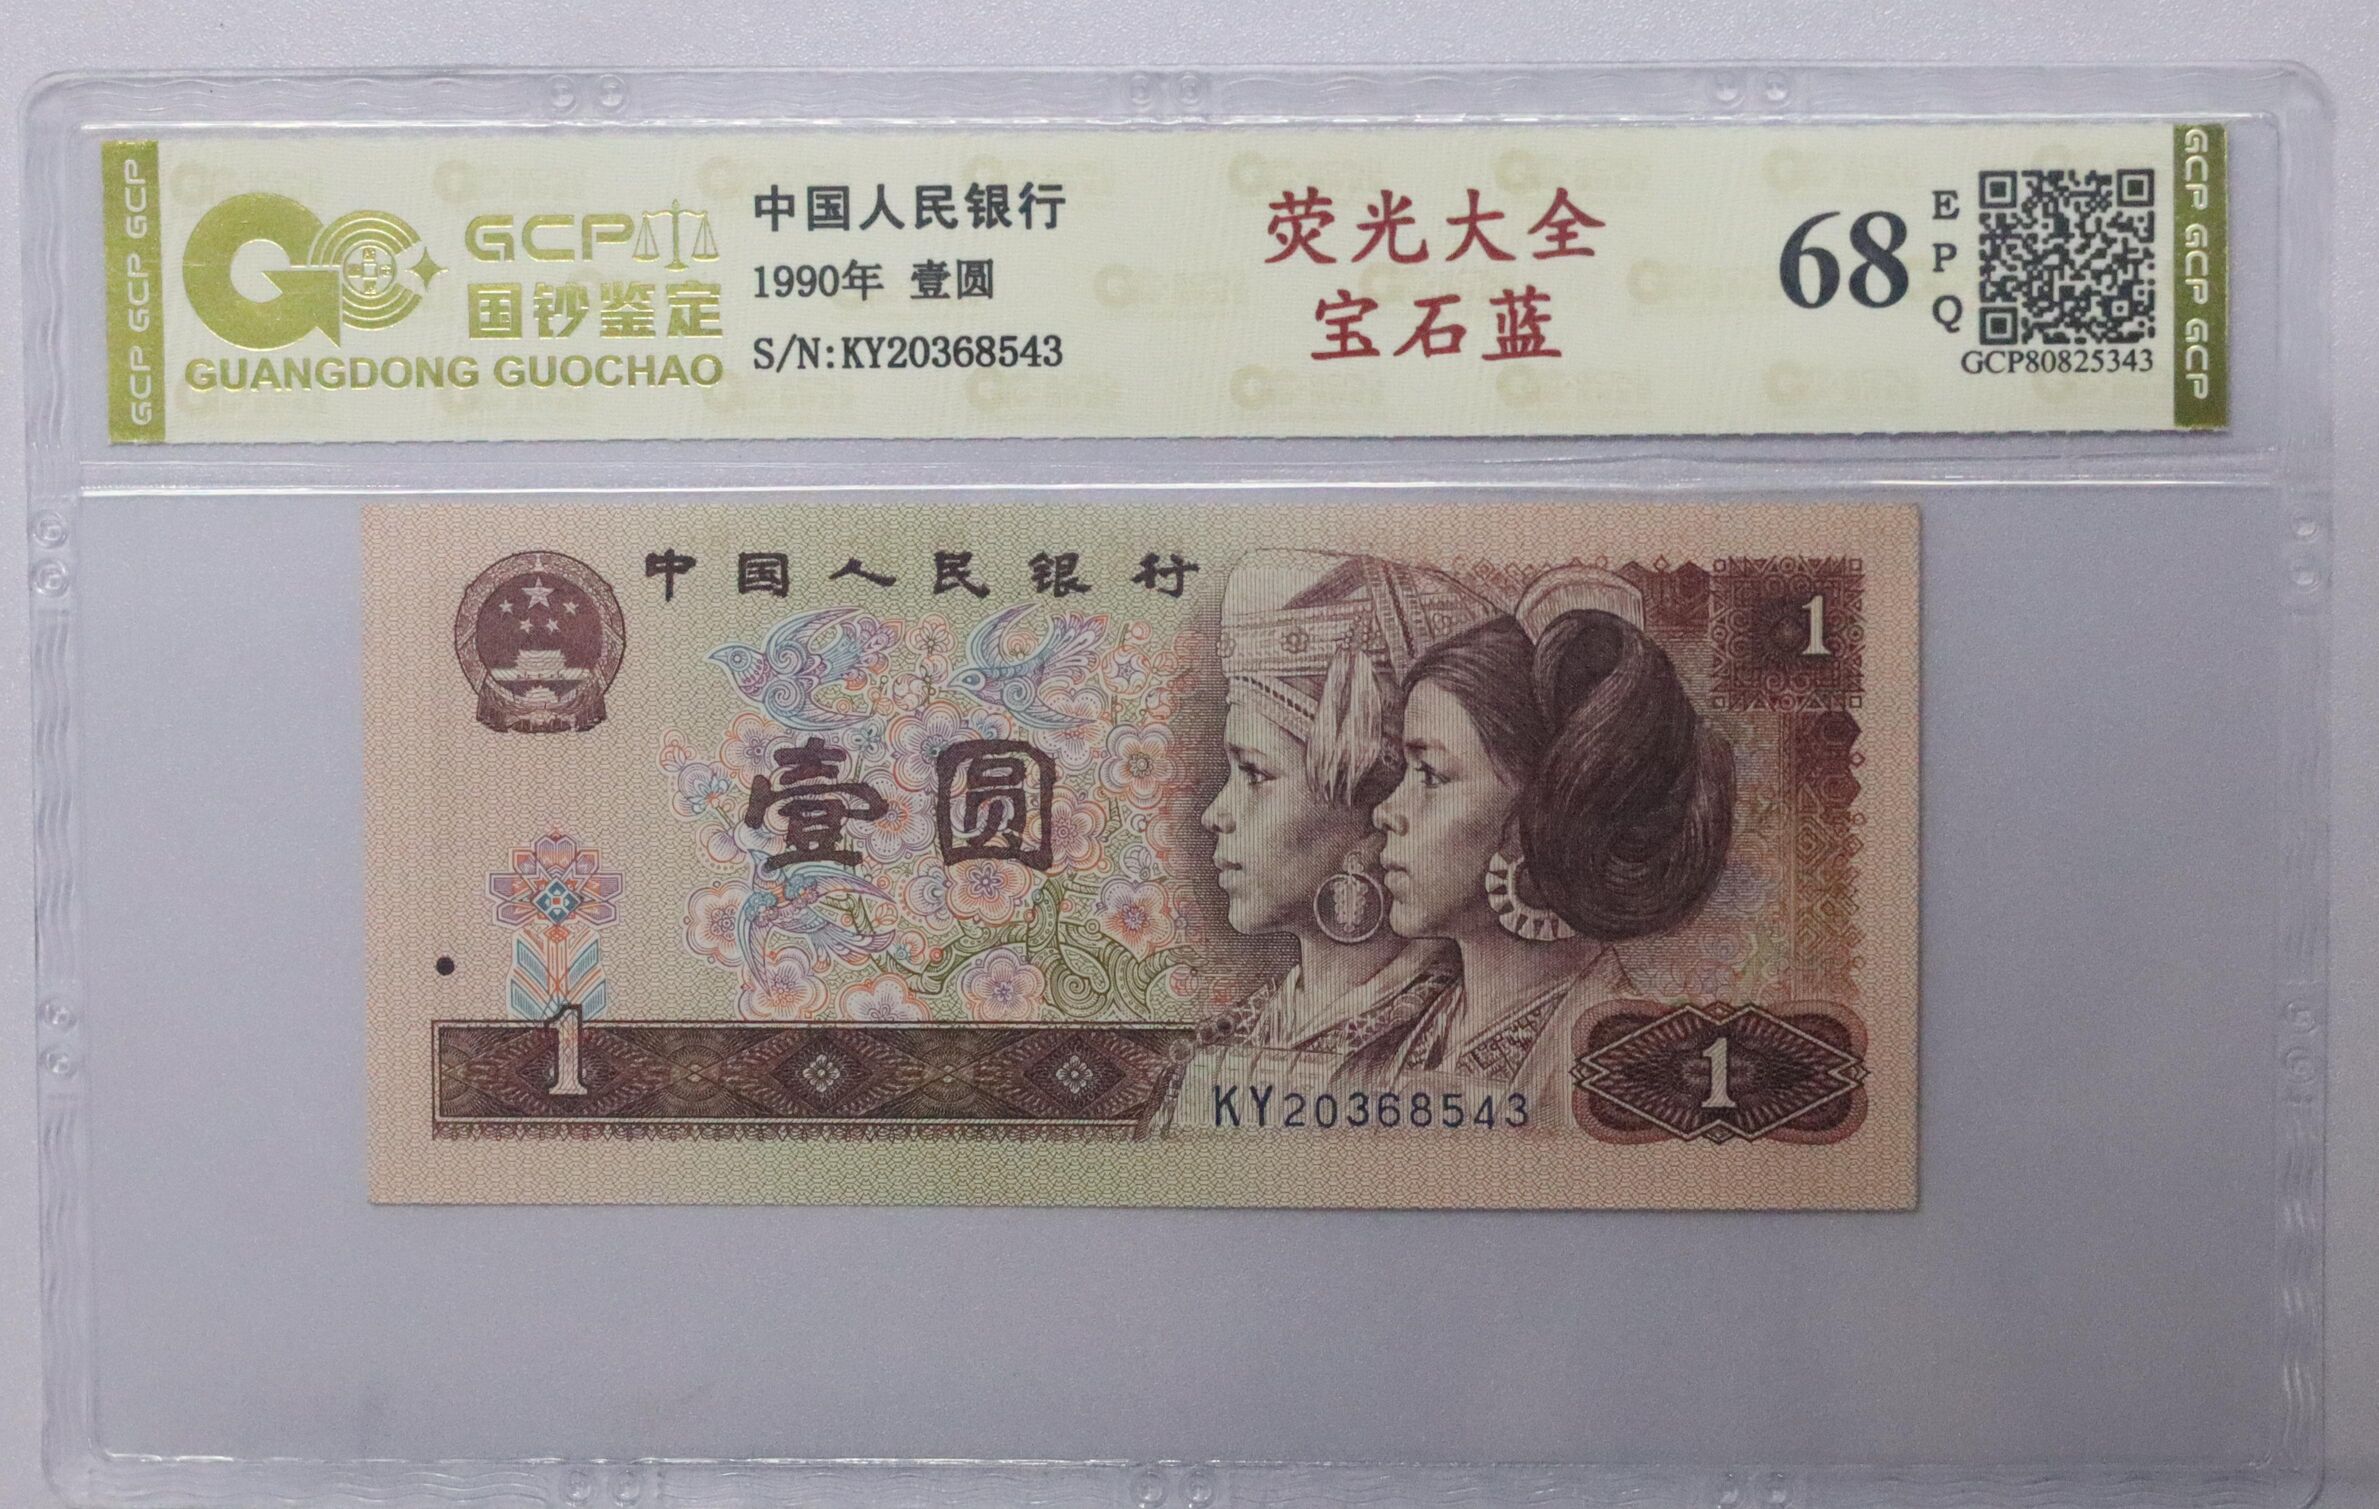 GCP GCP GCP
GCP
国钞鉴定
GUANGDONG GUOCHAO
中国人民银行
1990年 壹圆
S/N:KY20368543
荧光大全
宝石蓝
68
EPQ
GCP80825343
GCP GCP GCP
中国人民银行
1
壹圆
1
1
KY20368543